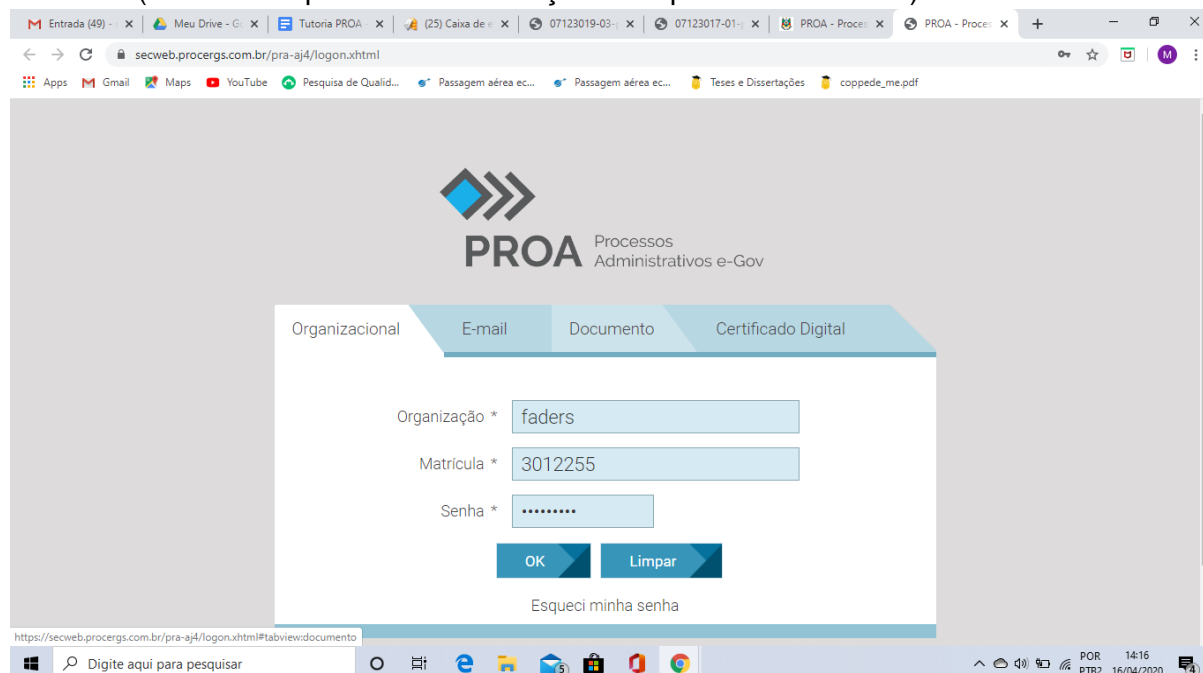 Entrada (49) -
Meu Drive - G
Tutoria PROA -
(25) Caixa de e
07123019-03-
07123017-01-
PROA - Proces
PROA - Proces
secweb.procergs.com.br/pra-aj4/logon.xhtml
Apps
Gmail
Maps
YouTube
Pesquisa de Qualid...
Passagem aérea ec...
Passagem aérea ec...
Teses e Dissertações
coppede_me.pdf
M
PROA
Processos
Administrativos e-Gov
Organizacional
E-mail
Documento
Certificado Digital
Organização *
faders
Matrícula *
3012255
Senha *
•••••••••
OK
Limpar
Esqueci minha senha
https://secweb.procergs.com.br/pra-aj4/logon.xhtml#tabview:documento
Digite aqui para pesquisar
5
POR
PTB2
14:16
16/04/2020
4